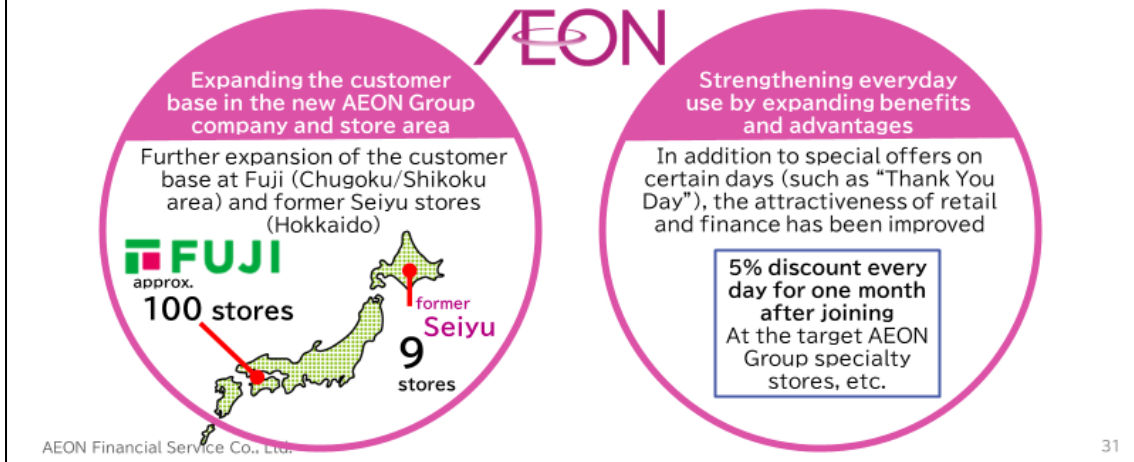 AEON
Expanding the customer
base in the new AEON Group
company and store area
Further expansion of the customer
base at Fuji (Chugoku/Shikoku
area) and former Seiyu stores
(Hokkaido)
FUJI
approx.
100 stores
former
Seiyu
9
stores
Strengthening everyday
use by expanding benefits
and advantages
In addition to special offers on
certain days (such as “Thank You
Day”), the attractiveness of retail
and finance has been improved
5% discount every
day for one month
after joining
At the target AEON
Group specialty
stores, etc.
AEON Financial Service Co., Ltd.
31